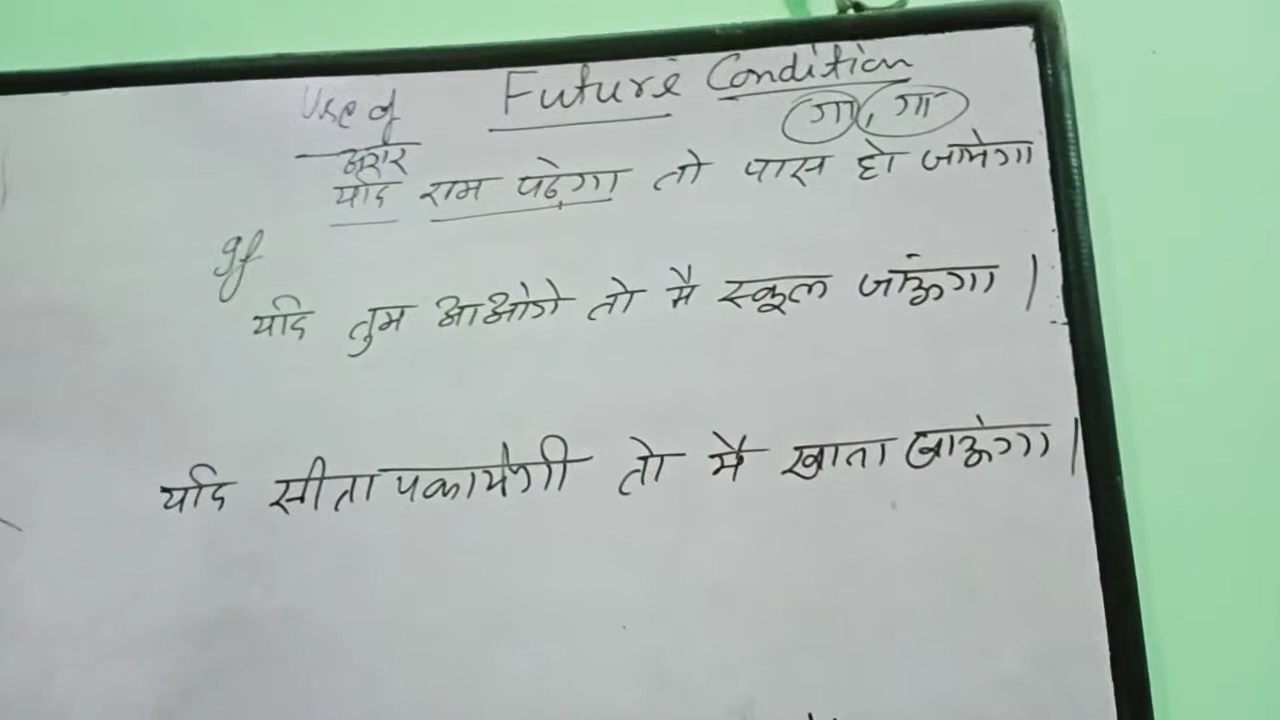 Use of Future Condition
गा, गा
अगर
यदि राम पढ़ेगा तो पास हो जायेगा
If
यदि तुम आओगे तो मै स्कूल जाऊंगा।
यदि सीता पकायेगी तो मै खाना खाऊंगा।